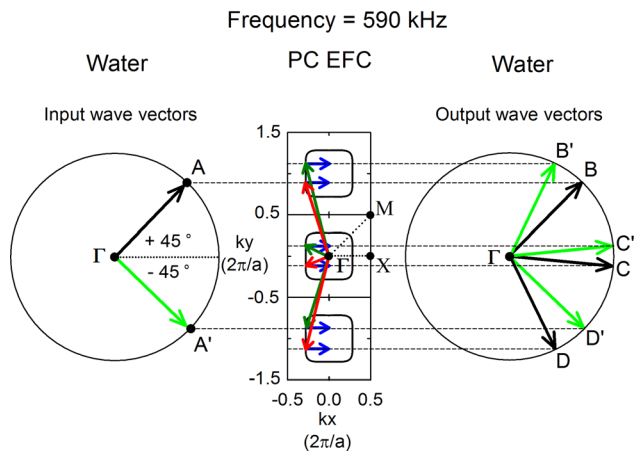 Frequency = 590 kHz
Water
PC EFC
Water
Input wave vectors
Output wave vectors
A
Γ
+ 45 °
- 45 °
A'
ky
(2π/a)
1.5
0.5
-0.5
-1.5
M
Γ
X
-0.5 0.0 0.5
kx
(2π/a)
B'
B
C'
Γ
C
D'
D